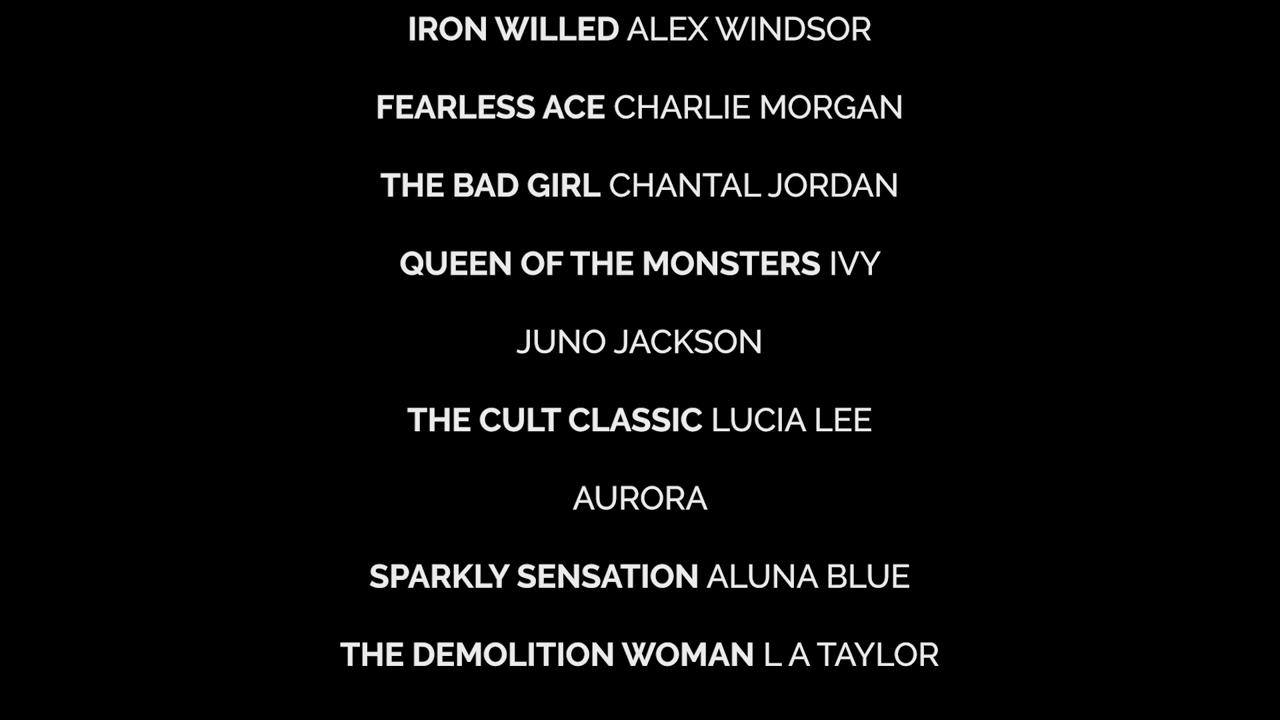 IRON WILLED ALEX WINDSOR
FEARLESS ACE CHARLIE MORGAN
THE BAD GIRL CHANTAL JORDAN
QUEEN OF THE MONSTERS IVY
JUNO JACKSON
THE CULT CLASSIC LUCIA LEE
AURORA
SPARKLY SENSATION ALUNA BLUE
THE DEMOLITION WOMAN L A TAYLOR